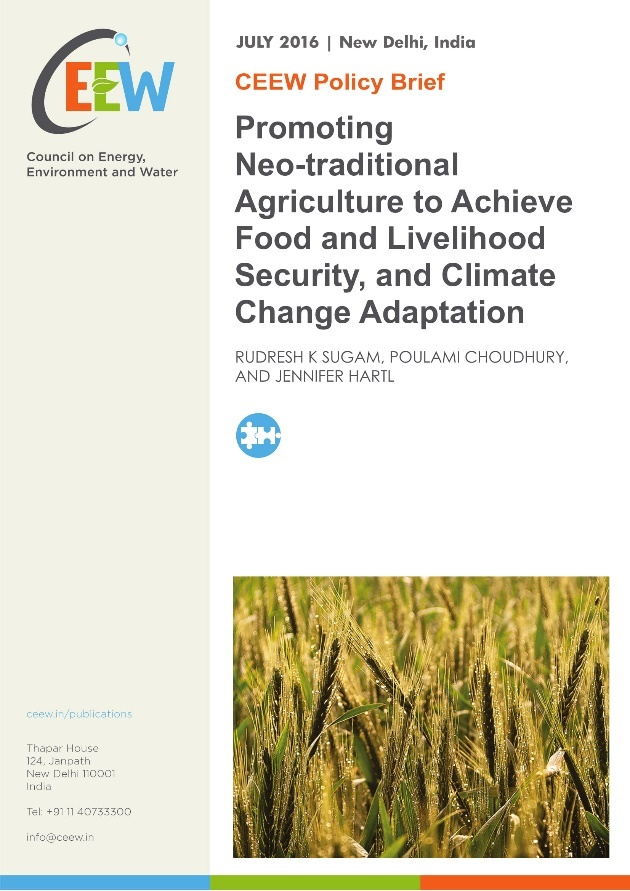 CEEW
Council on Energy,
Environment and Water
JULY 2016 | New Delhi, India
CEEW Policy Brief
Promoting
Neo-traditional
Agriculture to Achieve
Food and Livelihood
Security, and Climate
Change Adaptation
RUDRESH K SUGAM, POULAMI CHOUDHURY,
AND JENNIFER HARTL
ceew.in/publications
Thapar House
124, Janpath
New Delhi 110001
India
Tel: +91 11 40733300
info@ceew.in